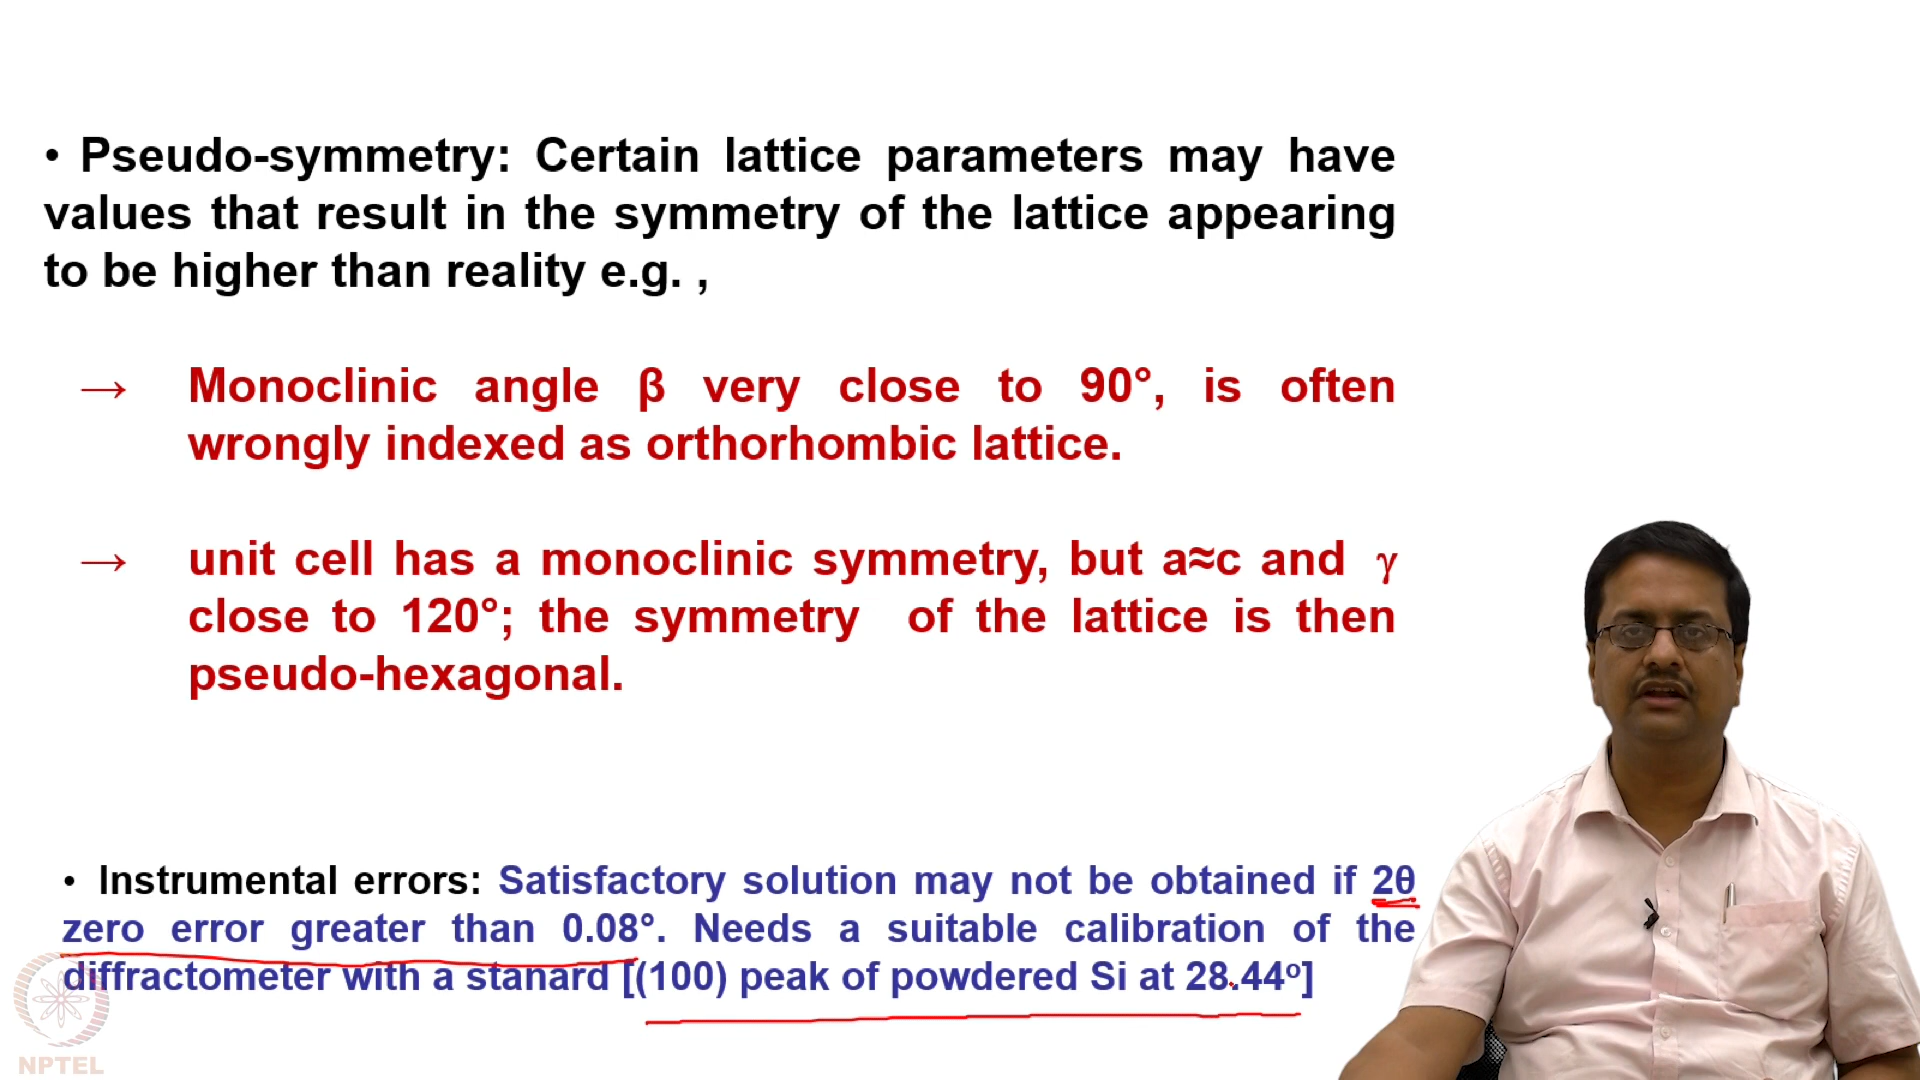 • Pseudo-symmetry: Certain lattice parameters may have
values that result in the symmetry of the lattice appearing
to be higher than reality e.g. ,
→ Monoclinic angle β very close to 90°, is often
wrongly indexed as orthorhombic lattice.
→ unit cell has a monoclinic symmetry, but a≈c and γ
close to 120°; the symmetry of the lattice is then
pseudo-hexagonal.
• Instrumental errors: Satisfactory solution may not be obtained if 2θ
zero error greater than 0.08°. Needs a suitable calibration of the
diffractometer with a stanard [(100) peak of powdered Si at 28.44°]
NPTEL